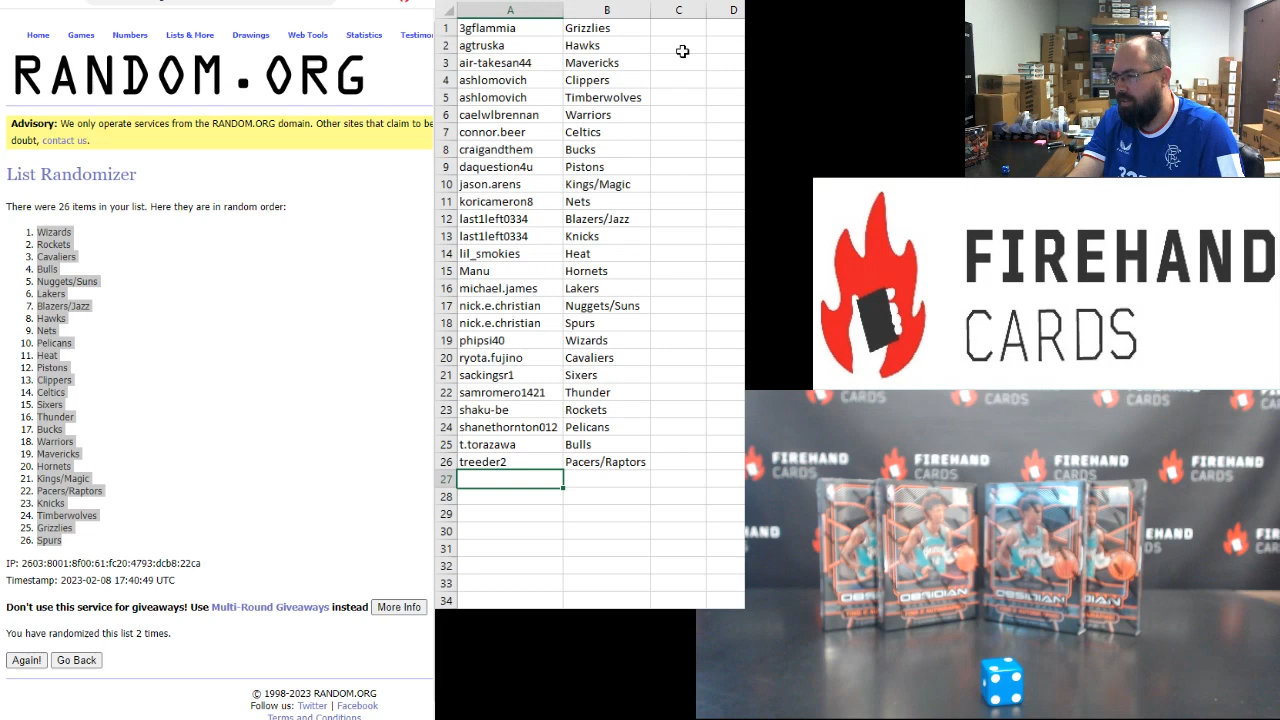 Home Games Numbers Lists & More Drawings Web Tools Statistics Testimo
RANDOM.ORG
Advisory: We only operate services from the RANDOM.ORG domain. Other sites that claim to be
doubt, contact us.
List Randomizer
There were 26 items in your list. Here they are in random order:
1. Wizards
2. Rockets
3. Cavaliers
4. Bulls
5. Nuggets/Suns
6. Lakers
7. Blazers/Jazz
8. Hawks
9. Nets
10. Pelicans
11. Heat
12. Pistons
13. Clippers
14. Celtics
15. Sixers
16. Thunder
17. Bucks
18. Warriors
19. Mavericks
20. Hornets
21. Kings/Magic
22. Pacers/Raptors
23. Knicks
24. Timberwolves
25. Grizzlies
26. Spurs
IP: 2603:8001:8f00:61:fc20:4793:dcb8:22ca
Timestamp: 2023-02-08 17:40:49 UTC
Don't use this service for giveaways! Use Multi-Round Giveaways instead More Info
You have randomized this list 2 times.
Again! Go Back
© 1998-2023 RANDOM.ORG
Follow us: Twitter | Facebook
Terms and Conditions
A B C D
1 3gflammia Grizzlies
2 agtruska Hawks
3 air-takesan44 Mavericks
4 ashlomovich Clippers
5 ashlomovich Timberwolves
6 caelwlbrennan Warriors
7 connor.beer Celtics
8 craigandthem Bucks
9 daquestion4u Pistons
10 jason.arens Kings/Magic
11 koricameron8 Nets
12 last1left0334 Blazers/Jazz
13 last1left0334 Knicks
14 lil_smokies Heat
15 Manu Hornets
16 michael.james Lakers
17 nick.e.christian Nuggets/Suns
18 nick.e.christian Spurs
19 phipsi40 Wizards
20 ryota.fujino Cavaliers
21 sackingsr1 Sixers
22 samromero1421 Thunder
23 shaku-be Rockets
24 shanethornton012 Pelicans
25 t.torazawa Bulls
26 treeder2 Pacers/Raptors
27
28
29
30
31
32
33
34
FIREHAND
CARDS
CARDS CARDS CARDS
FIREHAND FIREHAND FIREHAND
CARDS CARDS CARDS
OBSIDIAN OBSIDIAN